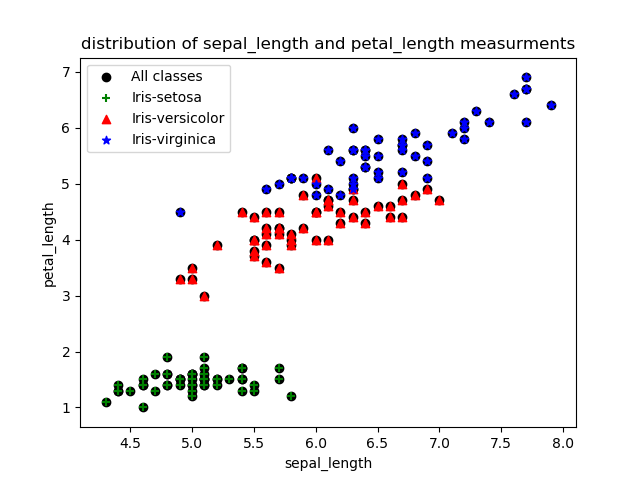 distribution of sepal_length and petal_length measurments
All classes
Iris-setosa
Iris-versicolor
Iris-virginica
7
6
5
4
3
2
1
petal_length
4.5 5.0 5.5 6.0 6.5 7.0 7.5 8.0
sepal_length